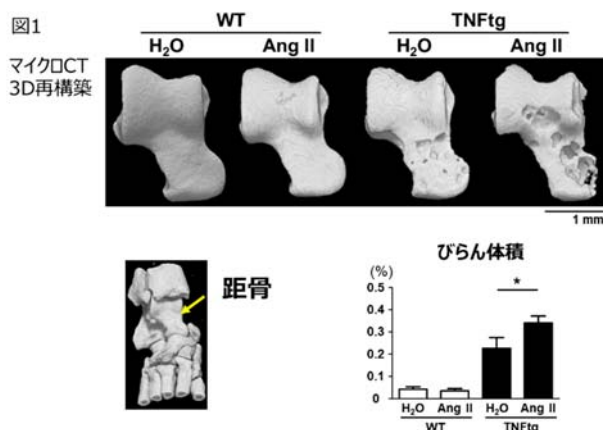 図1
WT TNFtg
H₂O Ang II H₂O Ang II
マイクロCT
3D再構築
1 mm
距骨
びらん体積
(%)
★
0.5
0.4
0.3
0.2
0.1
0
H₂O Ang II H₂O Ang II
WT TNFtg